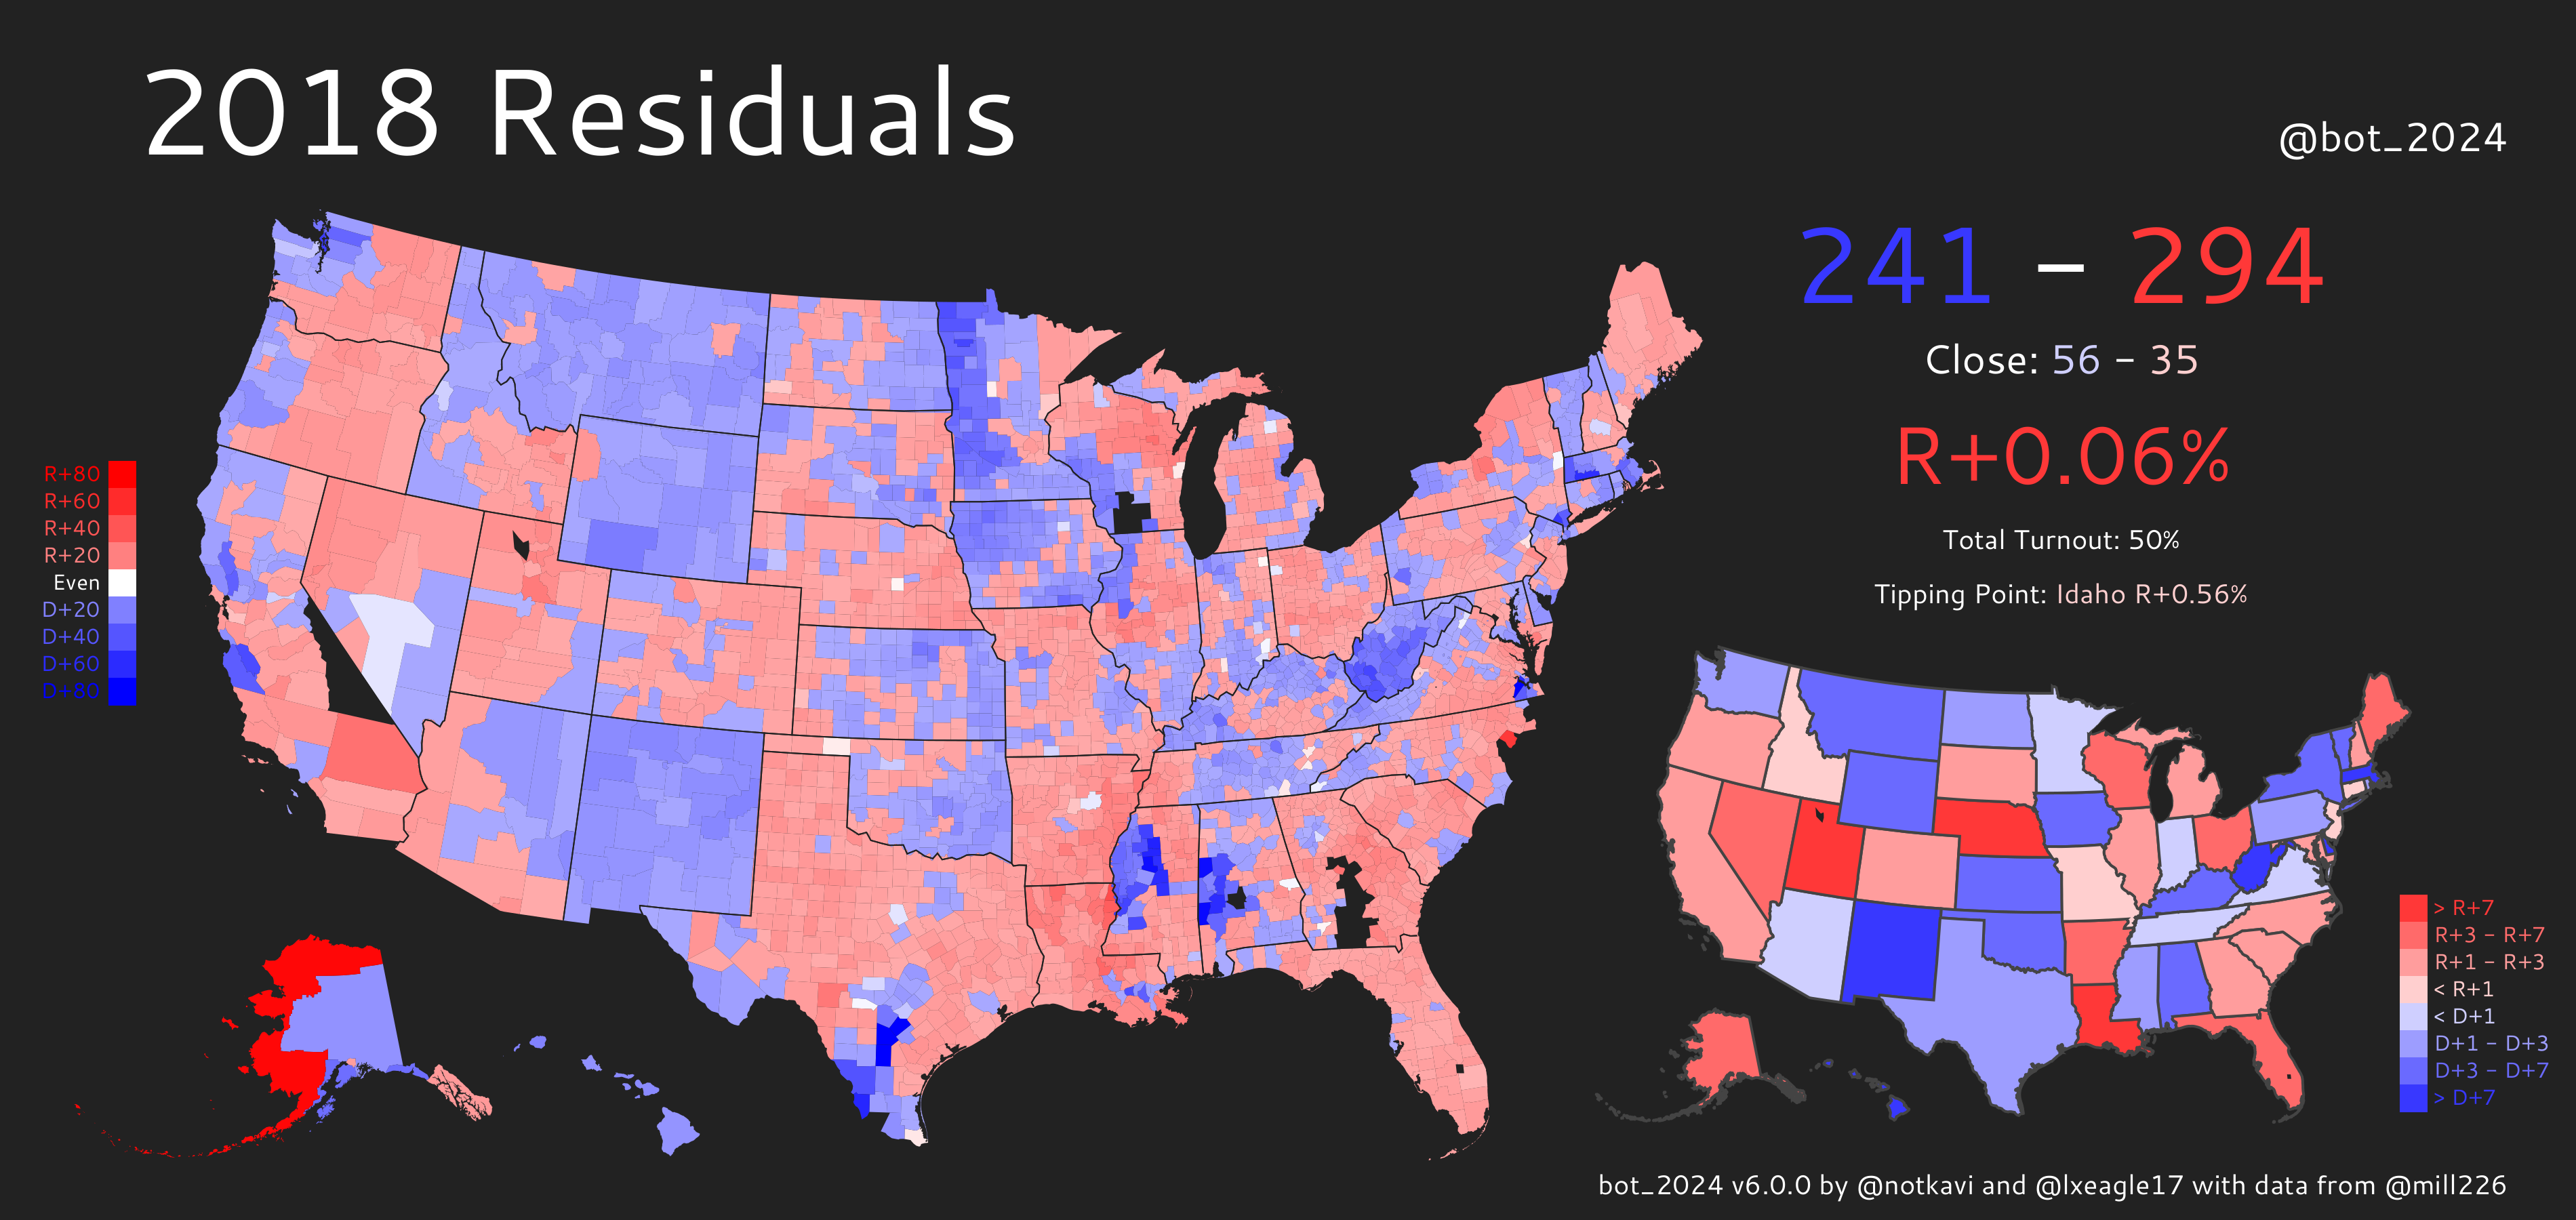 2018 Residuals
@bot_2024
241 - 294
Close: 56 - 35
R+0.06%
Total Turnout: 50%
Tipping Point: Idaho R+0.56%
R+80
R+60
R+40
R+20
Even
D+20
D+40
D+60
D+80
> R+7
R+3 - R+7
R+1 - R+3
< R+1
< D+1
D+1 - D+3
D+3 - D+7
> D+7
bot_2024 v6.0.0 by @notkavi and @lxeagle17 with data from @mill226